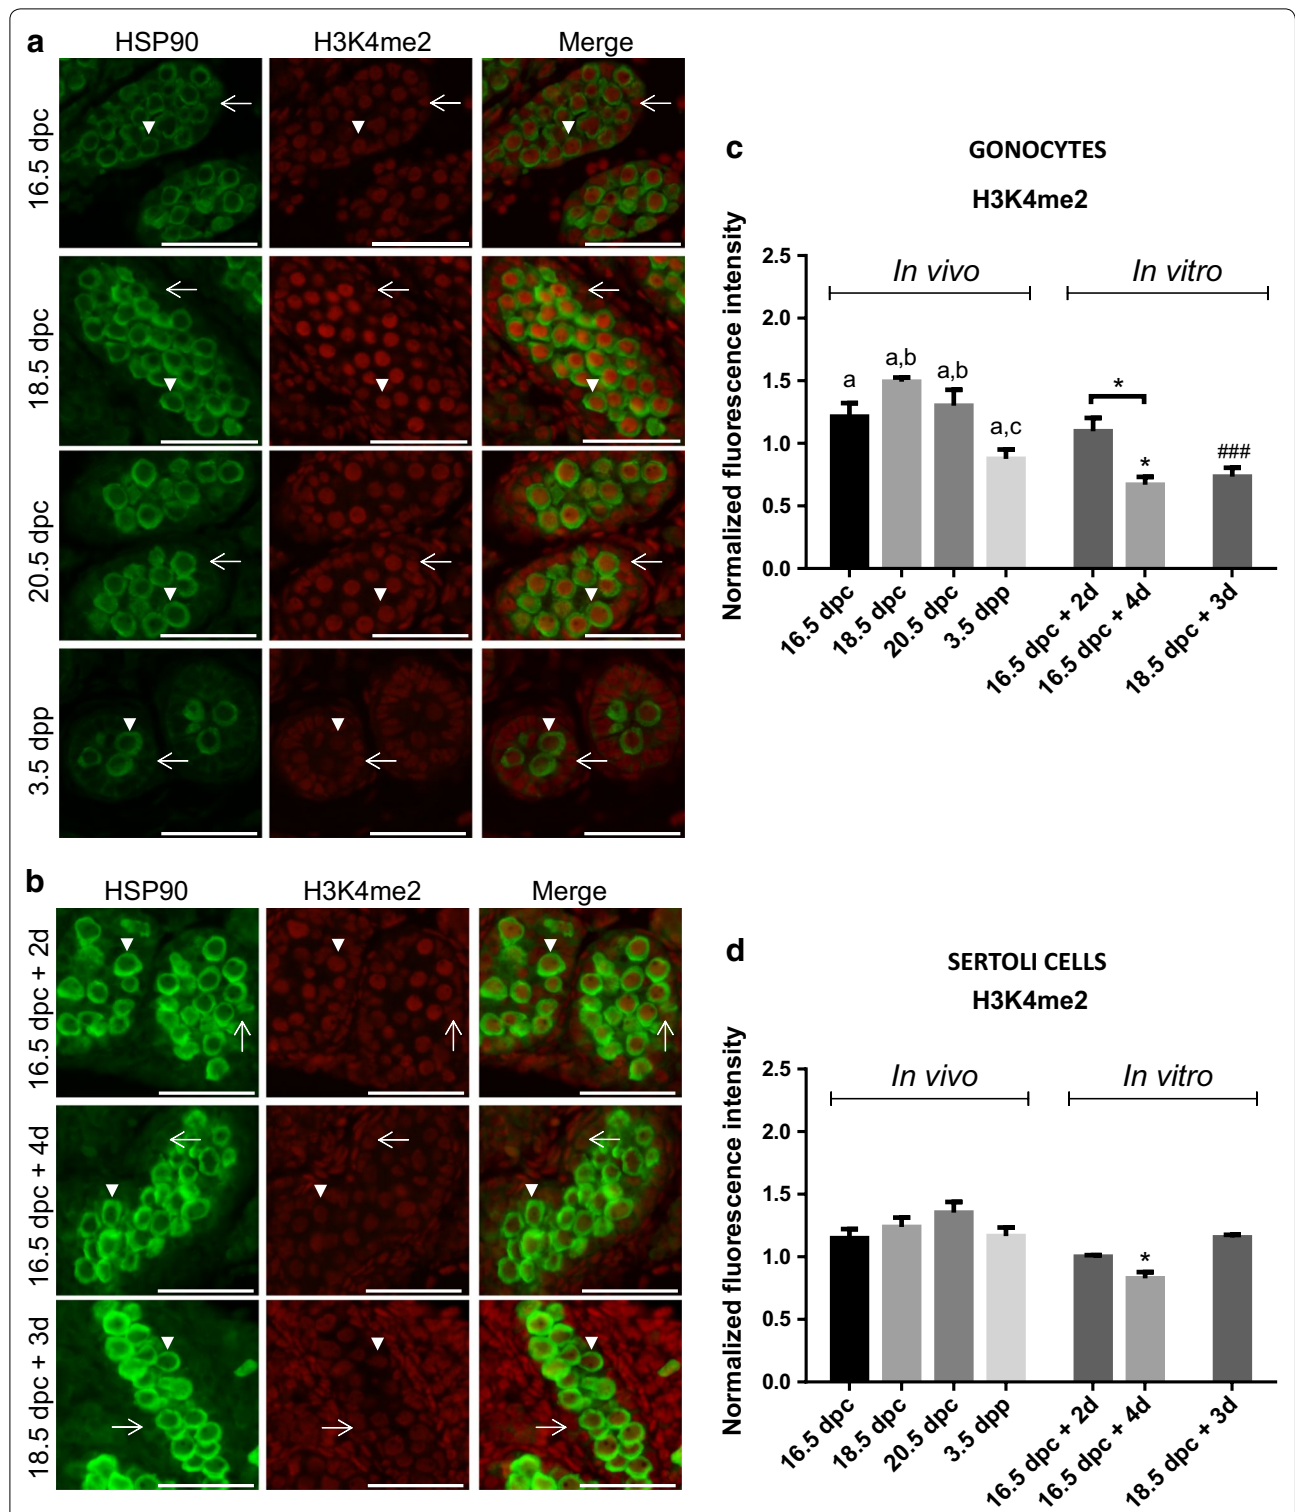 a
HSP90 H3K4me2 Merge
16.5 dpc
18.5 dpc
20.5 dpc
3.5 dpp
b
HSP90 H3K4me2 Merge
16.5 dpc + 2d
16.5 dpc + 4d
18.5 dpc + 3d
c
GONOCYTES
H3K4me2
Normalized fluorescence intensity
In vivo In vitro
2.5
2.0
1.5
1.0
0.5
0.0
a a,b a,b a,c * * ###
16.5 dpc 18.5 dpc 20.5 dpc 3.5 dpp 16.5 dpc + 2d 16.5 dpc + 4d 18.5 dpc + 3d
d
SERTOLI CELLS
H3K4me2
Normalized fluorescence intensity
In vivo In vitro
2.5
2.0
1.5
1.0
0.5
0.0
*
16.5 dpc 18.5 dpc 20.5 dpc 3.5 dpp 16.5 dpc + 2d 16.5 dpc + 4d 18.5 dpc + 3d